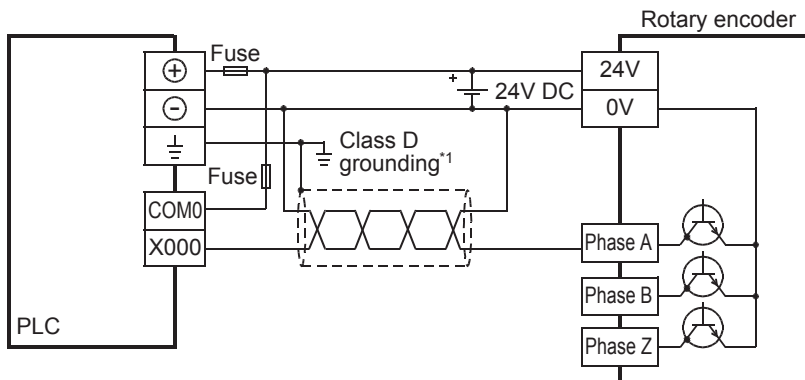 Rotary encoder
Fuse
24V
+
24V DC
0V
Class D
grounding*1
Fuse
COM0
X000
Phase A
Phase B
Phase Z
PLC